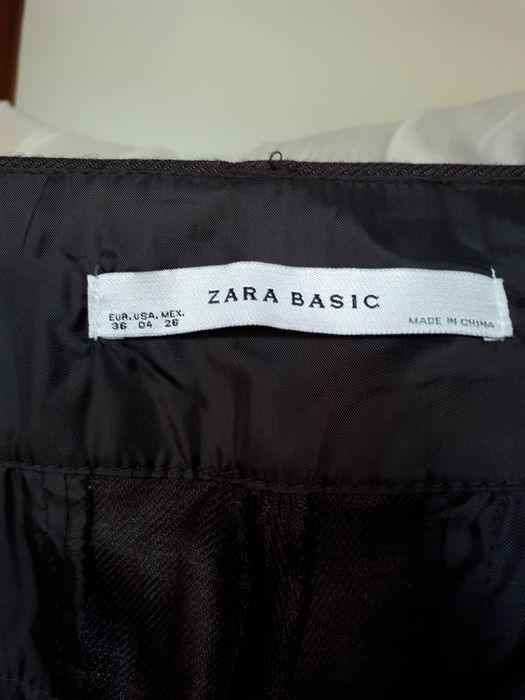 ZARA BASIC
EUR. USA. MEX.
36 04 26
MADE IN CHINA